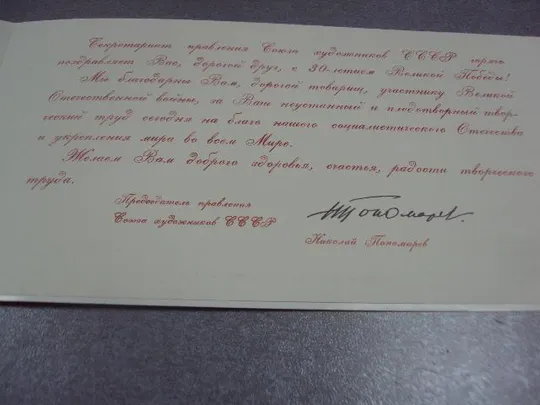 Секретариат правления Союза художников СССР горячо
поздравляет Вас, дорогой друг, с 30-летием Великой Победы!
Мы благодарны Вам, дорогой товарищ, участнику Великой
Отечественной войны, за Ваш неустанный и плодотворный твор-
ческий труд сегодня на благо нашего социалистического Отечества
и укрепления мира во всем Мире.
Желаем Вам доброго здоровья, счастья, радости творческого
труда.
Председатель правления
Союза художников СССР
НПономарев.
Николай Пономарев